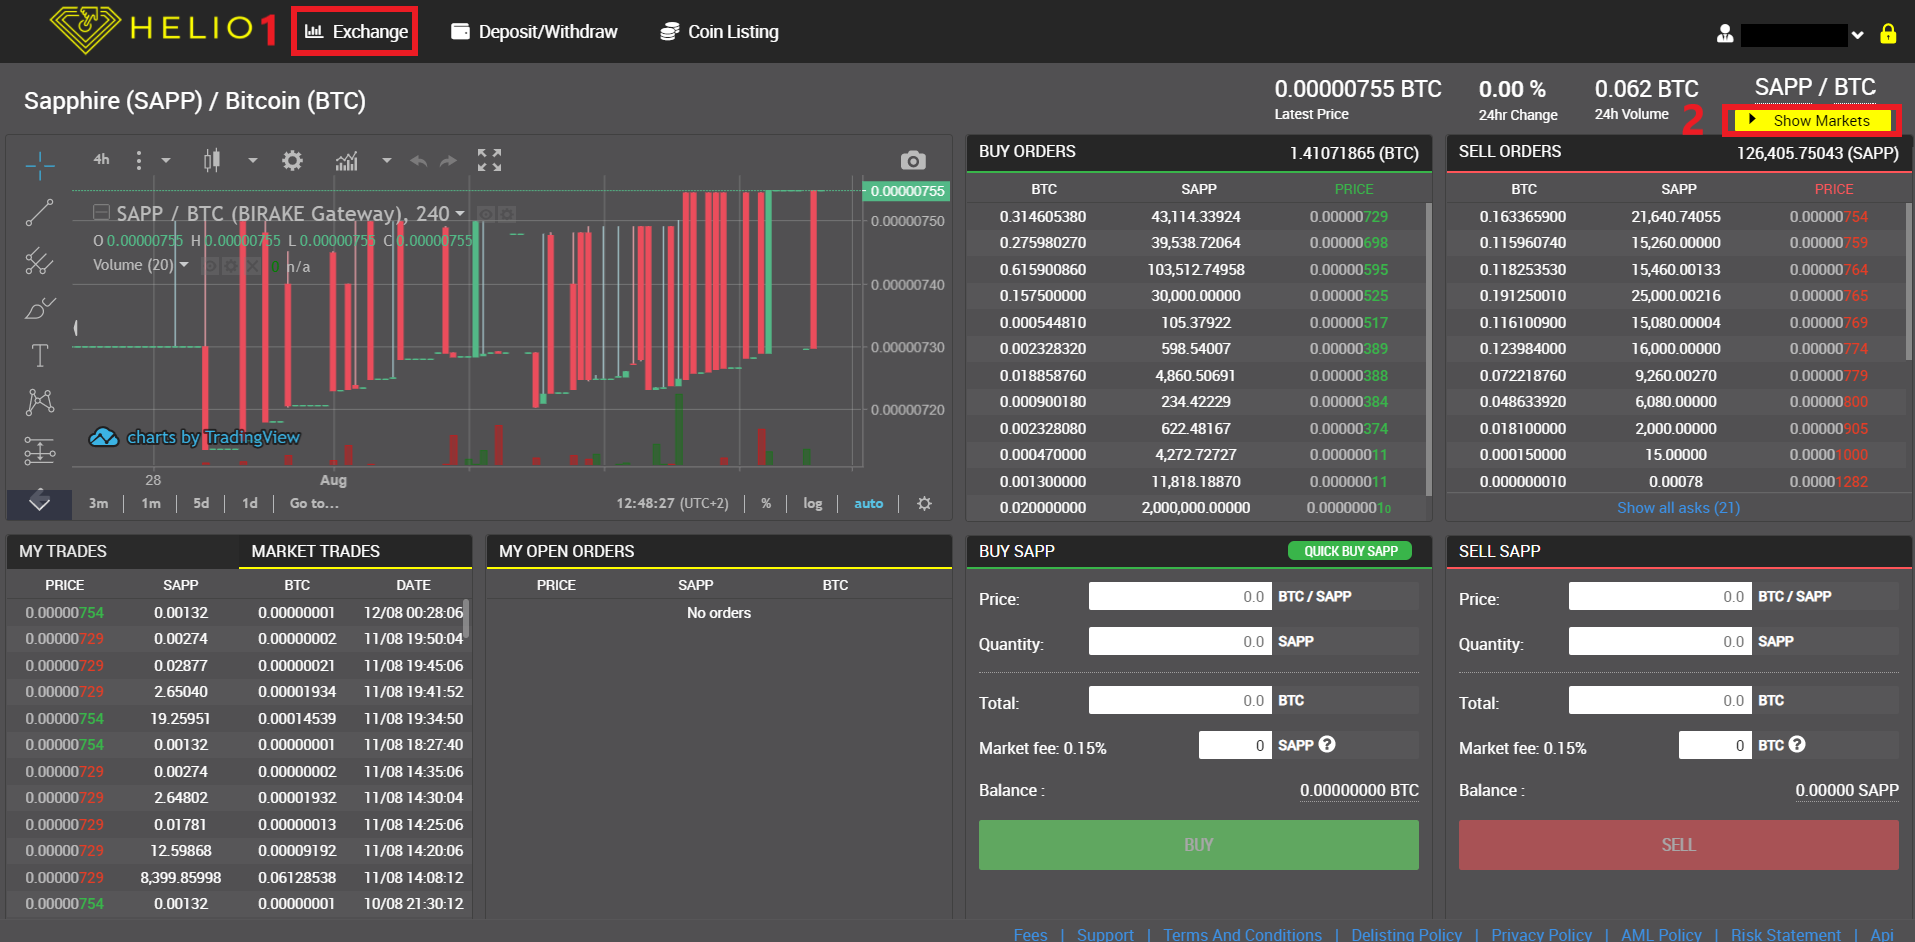 HELIO 1 Exchange Deposit/Withdraw Coin Listing
Sapphire (SAPP) / Bitcoin (BTC)
0.00000755 BTC 0.00 % 0.062 BTC SAPP / BTC
Latest Price 24hr Change 24h Volume 2 Show Markets
4h
0.00000755
0.00000750
0.00000740
0.00000730
0.00000720
SAPP / BTC (BIRAKE Gateway), 240
O 0.00000755 H 0.00000755 L 0.00000755 C 0.00000755
Volume (20) 0 n/a
charts by TradingView
28 Aug
3m 1m 5d 1d Go to... 12:48:27 (UTC+2) % log auto
BUY ORDERS 1.41071865 (BTC)
BTC SAPP PRICE
0.314605380 43,114.33924 0.00000729
0.275980270 39,538.72064 0.00000698
0.615900860 103,512.74958 0.00000595
0.157500000 30,000.00000 0.00000525
0.000544810 105.37922 0.00000517
0.002328320 598.54007 0.00000389
0.018858760 4,860.50691 0.00000388
0.000900180 234.42229 0.00000384
0.002328080 622.48167 0.00000374
0.000470000 4,272.72727 0.00000011
0.001300000 11,818.18870 0.00000011
0.020000000 2,000,000.00000 0.000000010
SELL ORDERS 126,405.75043 (SAPP)
BTC SAPP PRICE
0.163365900 21,640.74055 0.00000754
0.115960740 15,260.00000 0.00000759
0.118253530 15,460.00133 0.00000764
0.191250010 25,000.00216 0.00000765
0.116100900 15,080.00004 0.00000769
0.123984000 16,000.00000 0.00000774
0.072218760 9,260.00270 0.00000779
0.048633920 6,080.00000 0.00000800
0.018100000 2,000.00000 0.00000905
0.000150000 15.00000 0.00001000
0.000000010 0.00078 0.00001282
Show all asks (21)
MY TRADES MARKET TRADES
PRICE SAPP BTC DATE
0.00000754 0.00132 0.00000001 12/08 00:28:06
0.00000729 0.00274 0.00000002 11/08 19:50:04
0.00000729 0.02877 0.00000021 11/08 19:45:06
0.00000729 2.65040 0.00001934 11/08 19:41:52
0.00000754 19.25951 0.00014539 11/08 19:34:50
0.00000754 0.00132 0.00000001 11/08 18:27:40
0.00000729 0.00274 0.00000002 11/08 14:35:06
0.00000729 2.64802 0.00001932 11/08 14:30:04
0.00000729 0.01781 0.00000013 11/08 14:25:06
0.00000729 12.59868 0.00009192 11/08 14:20:06
0.00000729 8,399.85998 0.06128538 11/08 14:08:12
0.00000754 0.00132 0.00000001 10/08 21:30:12
MY OPEN ORDERS
PRICE SAPP BTC
No orders
BUY SAPP QUICK BUY SAPP
Price: 0.0 BTC / SAPP
Quantity: 0.0 SAPP
Total: 0.0 BTC
Market fee: 0.15% 0 SAPP ?
Balance : 0.00000000 BTC
BUY
SELL SAPP
Price: 0.0 BTC / SAPP
Quantity: 0.0 SAPP
Total: 0.0 BTC
Market fee: 0.15% 0 BTC ?
Balance : 0.00000 SAPP
SELL
Fees | Support | Terms And Conditions | Delisting Policy | Privacy Policy | AML Policy | Risk Statement | Api